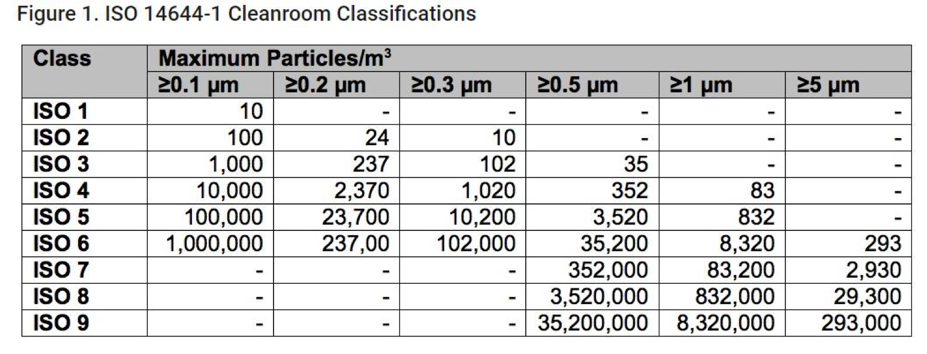 Figure 1. ISO 14644-1 Cleanroom Classifications
Class Maximum Particles/m³
≥0.1 µm ≥0.2 µm ≥0.3 µm ≥0.5 µm ≥1 µm ≥5 µm
ISO 1 10 - - - - -
ISO 2 100 24 10 - - -
ISO 3 1,000 237 102 35 - -
ISO 4 10,000 2,370 1,020 352 83 -
ISO 5 100,000 23,700 10,200 3,520 832 -
ISO 6 1,000,000 237,00 102,000 35,200 8,320 293
ISO 7 - - - 352,000 83,200 2,930
ISO 8 - - - 3,520,000 832,000 29,300
ISO 9 - - - 35,200,000 8,320,000 293,000